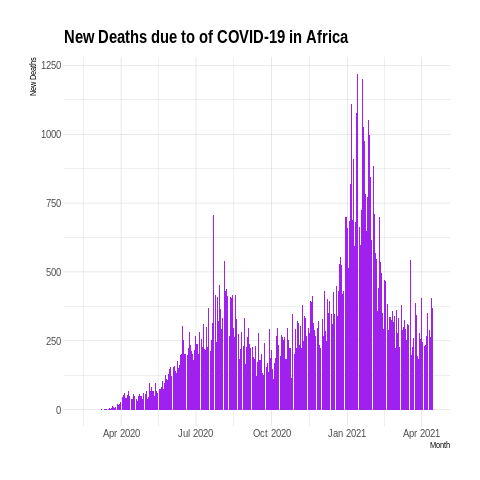 New Deaths due to of COVID-19 in Africa
New Deaths
1250
1000
750
500
250
0
Apr 2020 Jul 2020 Oct 2020 Jan 2021 Apr 2021
Month